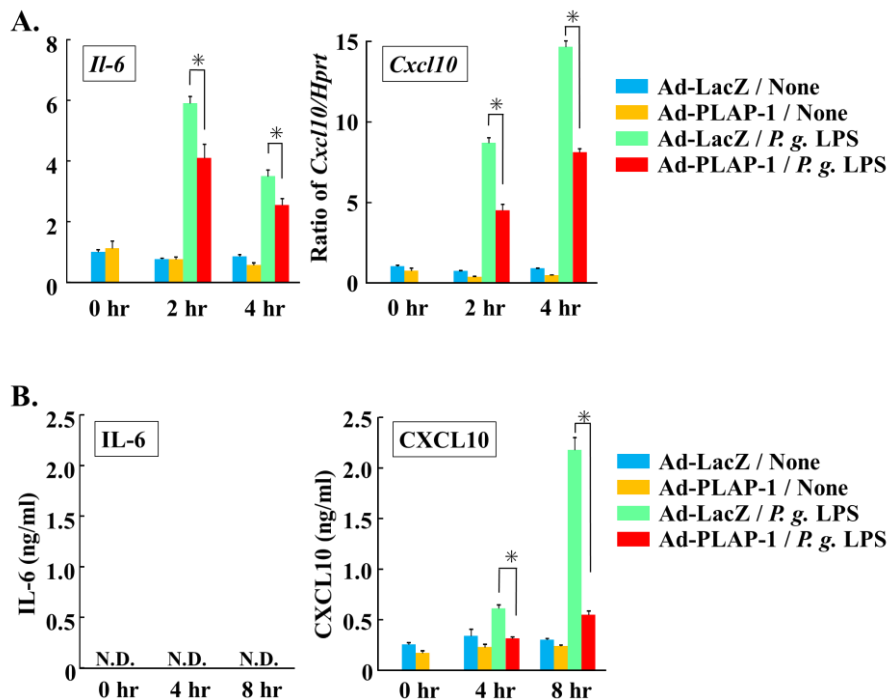 A.
Il-6
8
6
4
2
0
0 hr 2 hr 4 hr
✳
✳
Ratio of Cxcl10/Hprt
Cxcl10
15
10
5
0
0 hr 2 hr 4 hr
✳
✳
Ad-LacZ / None
Ad-PLAP-1 / None
Ad-LacZ / P. g. LPS
Ad-PLAP-1 / P. g. LPS
B.
IL-6
IL-6 (ng/ml)
2.5
2.0
1.5
1.0
0.5
0
N.D. N.D. N.D.
0 hr 4 hr 8 hr
CXCL10
CXCL10 (ng/ml)
2.5
2.0
1.5
1.0
0.5
0
0 hr 4 hr 8 hr
✳
✳
Ad-LacZ / None
Ad-PLAP-1 / None
Ad-LacZ / P. g. LPS
Ad-PLAP-1 / P. g. LPS